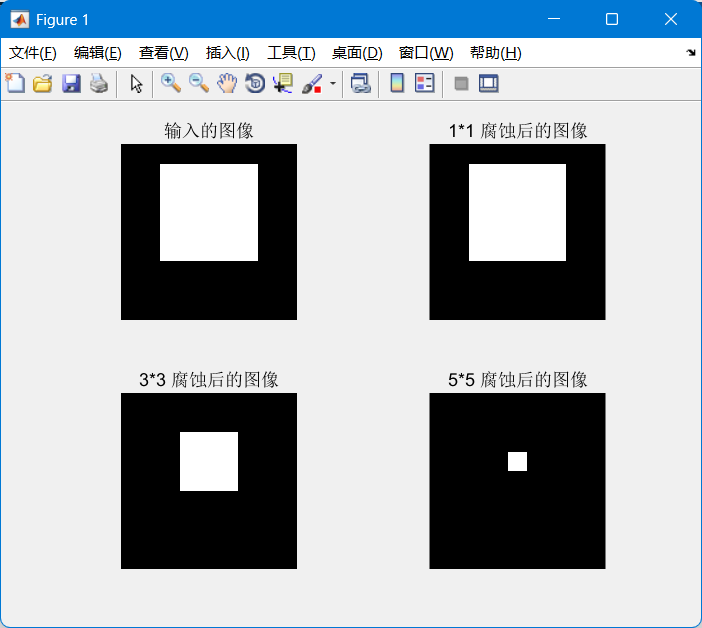 Figure 1
文件(F) 编辑(E) 查看(V) 插入(I) 工具(T) 桌面(D) 窗口(W) 帮助(H)
输入的图像
1*1 腐蚀后的图像
3*3 腐蚀后的图像
5*5 腐蚀后的图像